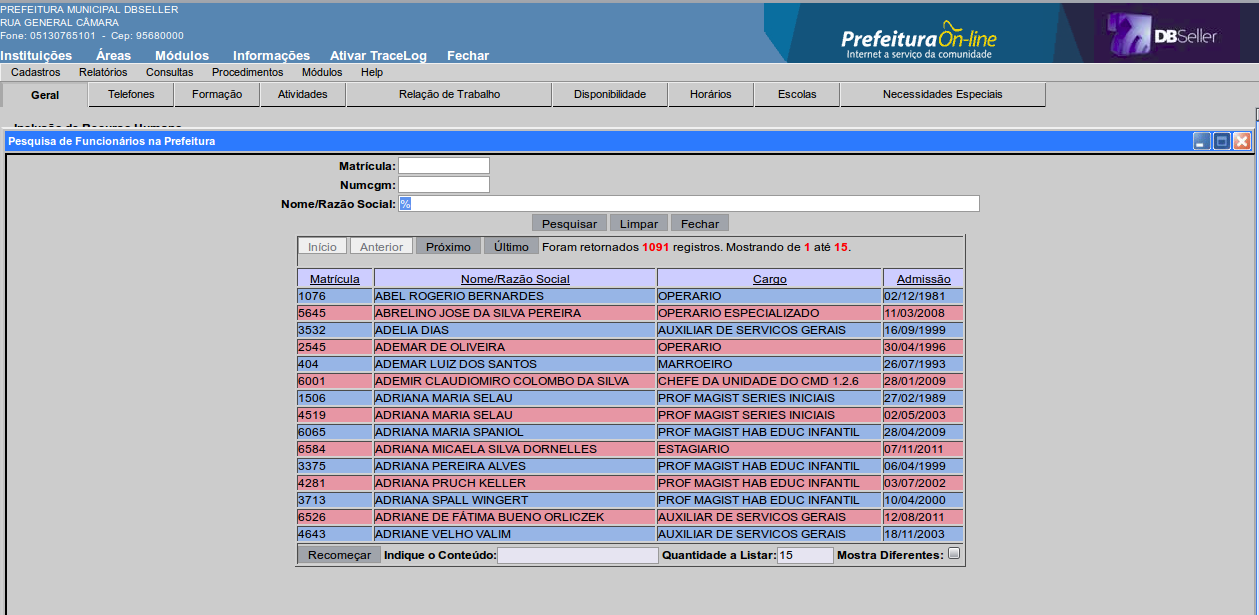 PREFEITURA MUNICIPAL DBSELLER
RUA GENERAL CÂMARA
Fone: 05130765101 - Cep: 95680000
PrefeituraOn-line
Internet a serviço da comunidade
DBSeller
Instituições Áreas Módulos Informações Ativar TraceLog Fechar
Cadastros Relatórios Consultas Procedimentos Módulos Help
Geral Telefones Formação Atividades Relação de Trabalho Disponibilidade Horários Escolas Necessidades Especiais
Inclusão de Recurso Humano
Pesquisa de Funcionários na Prefeitura
Matrícula:
Numcgm:
Nome/Razão Social: %
Pesquisar Limpar Fechar
Início Anterior Próximo Último Foram retornados 1091 registros. Mostrando de 1 até 15.
Matrícula Nome/Razão Social Cargo Admissão
1076 ABEL ROGERIO BERNARDES OPERARIO 02/12/1981
5645 ABRELINO JOSE DA SILVA PEREIRA OPERARIO ESPECIALIZADO 11/03/2008
3532 ADELIA DIAS AUXILIAR DE SERVICOS GERAIS 16/09/1999
2545 ADEMAR DE OLIVEIRA OPERARIO 30/04/1996
404 ADEMAR LUIZ DOS SANTOS MARROEIRO 26/07/1993
6001 ADEMIR CLAUDIOMIRO COLOMBO DA SILVA CHEFE DA UNIDADE DO CMD 1.2.6 28/01/2009
1506 ADRIANA MARIA SELAU PROF MAGIST SERIES INICIAIS 27/02/1989
4519 ADRIANA MARIA SELAU PROF MAGIST SERIES INICIAIS 02/05/2003
6065 ADRIANA MARIA SPANIOL PROF MAGIST HAB EDUC INFANTIL 28/04/2009
6584 ADRIANA MICAELA SILVA DORNELLES ESTAGIARIO 07/11/2011
3375 ADRIANA PEREIRA ALVES PROF MAGIST HAB EDUC INFANTIL 06/04/1999
4281 ADRIANA PRUCH KELLER PROF MAGIST HAB EDUC INFANTIL 03/07/2002
3713 ADRIANA SPALL WINGERT PROF MAGIST HAB EDUC INFANTIL 10/04/2000
6526 ADRIANE DE FÁTIMA BUENO ORLICZEK AUXILIAR DE SERVICOS GERAIS 12/08/2011
4643 ADRIANE VELHO VALIM AUXILIAR DE SERVICOS GERAIS 18/11/2003
Recomeçar Indique o Conteúdo: Quantidade a Listar: 15 Mostra Diferentes: